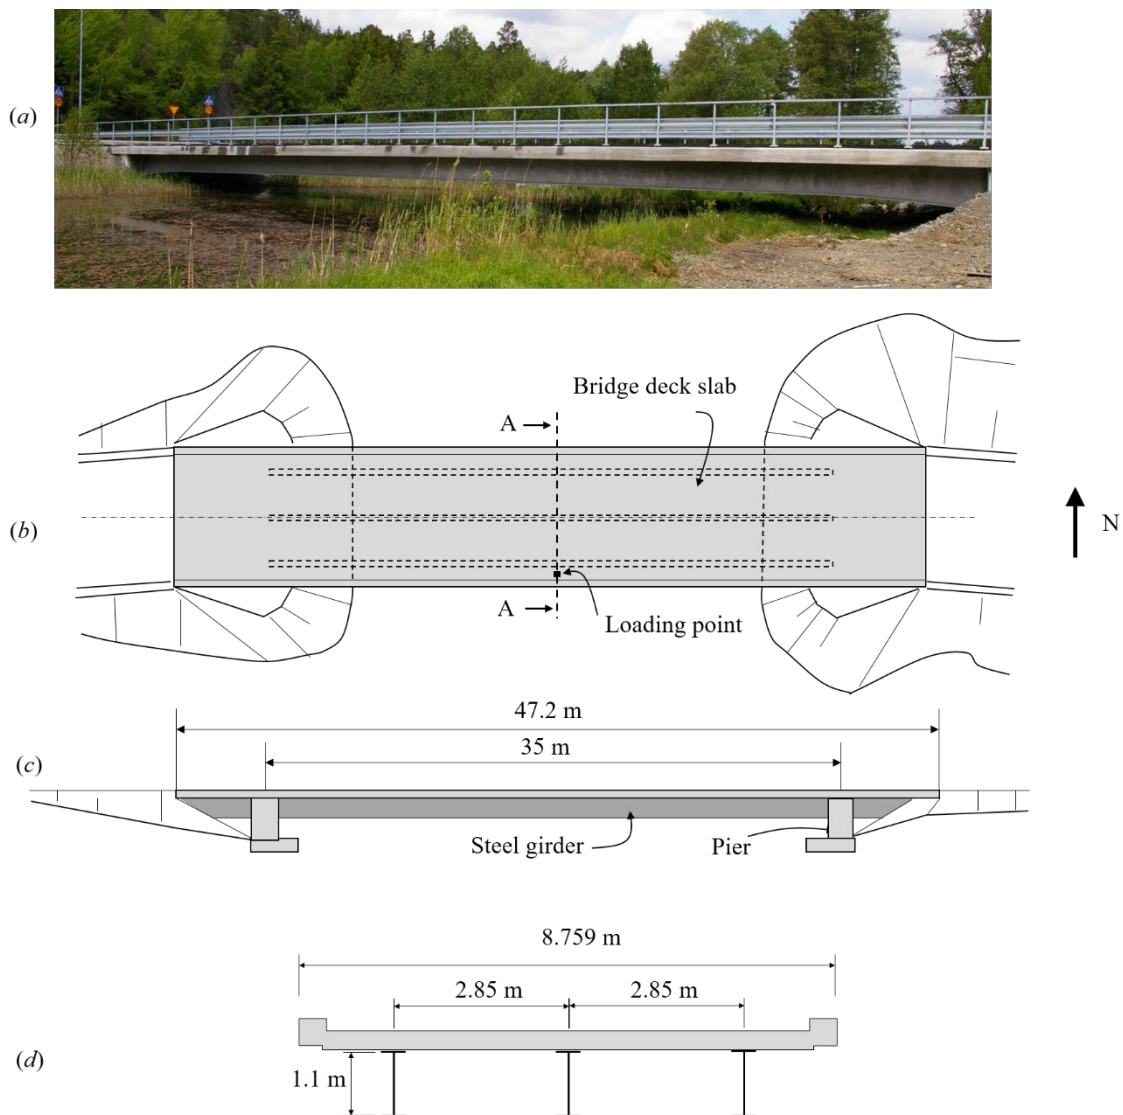 (a)
Bridge deck slab
A
(b)
N
A
Loading point
47.2 m
35 m
(c)
Steel girder
Pier
8.759 m
2.85 m
2.85 m
(d)
1.1 m